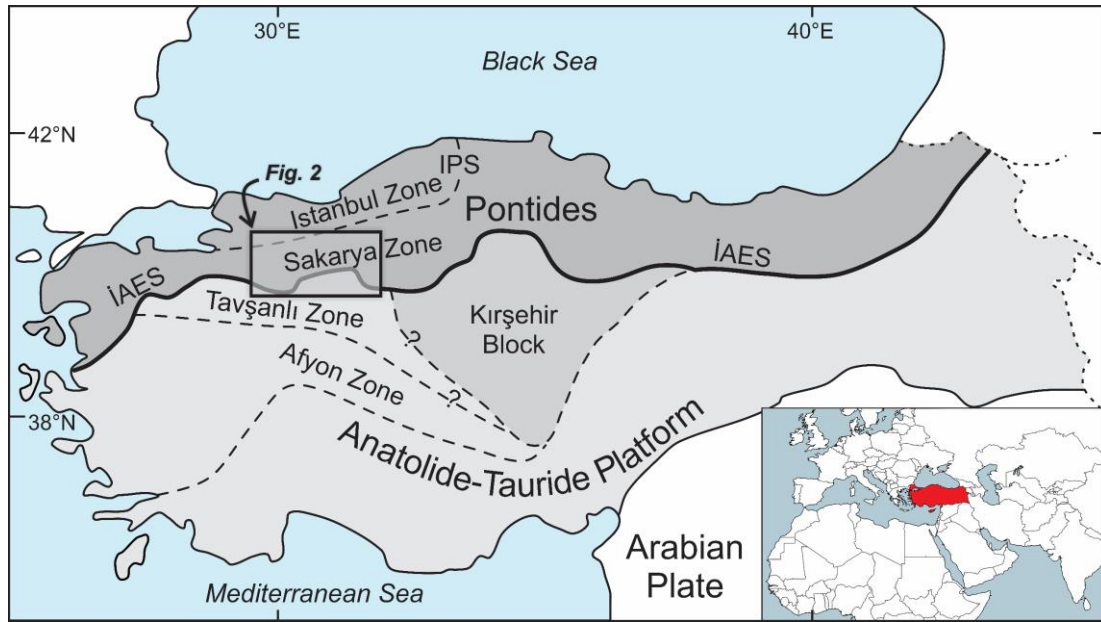 30°E
40°E
Black Sea
42°N
IPS
Fig. 2
Istanbul Zone
Pontides
Sakarya Zone
İAES
İAES
Tavşanlı Zone
Kırşehir
Block
?
Afyon Zone
?
38°N
Anatolide-Tauride Platform
Arabian
Plate
Mediterranean Sea